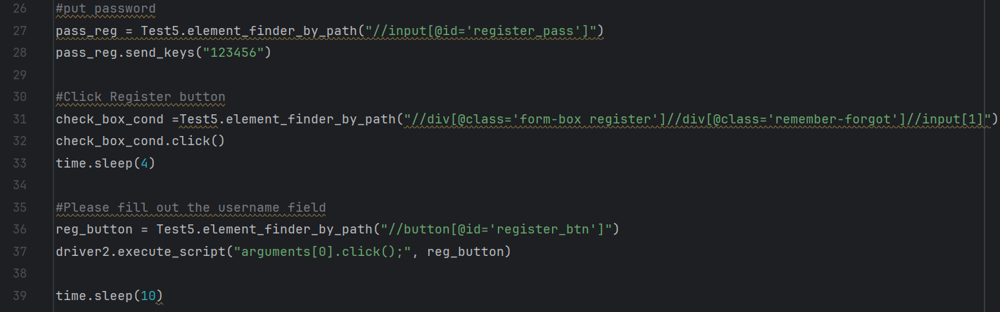 26 #put password
27 pass_reg = Test5.element_finder_by_path("//input[@id='register_pass']")
28 pass_reg.send_keys("123456")
29
30 #Click Register button
31 check_box_cond =Test5.element_finder_by_path("//div[@class='form-box register']//div[@class='remember-forgot']//input[1]")
32 check_box_cond.click()
33 time.sleep(4)
34
35 #Please fill out the username field
36 reg_button = Test5.element_finder_by_path("//button[@id='register_btn']")
37 driver2.execute_script("arguments[0].click();", reg_button)
38
39 time.sleep(10)